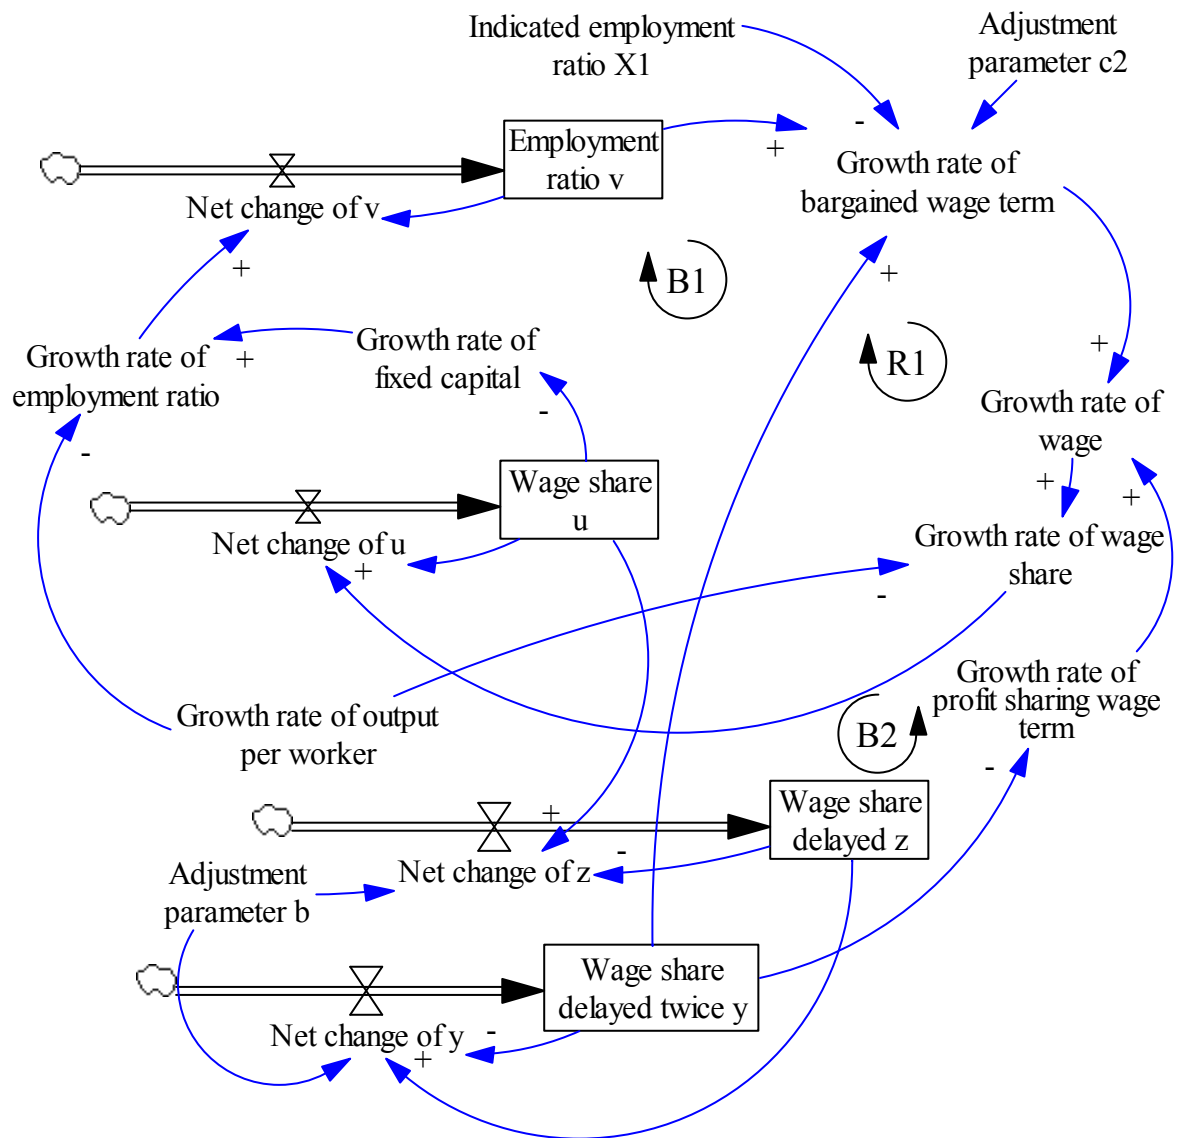 Indicated employment
ratio X1
Adjustment
parameter c2
-
+
Employment
ratio v
Growth rate of
bargained wage term
Net change of v
+
+
B1
Growth rate of
employment ratio
+
Growth rate of
fixed capital
-
R1
+
-
Growth rate of
wage
Wage share
u
+
+
Net change of u
+
Growth rate of wage
share
-
Growth rate of output
per worker
Growth rate of
profit sharing wage
term
B2
-
Wage share
delayed z
+
-
Net change of z
Adjustment
parameter b
Wage share
delayed twice y
Net change of y
-
+